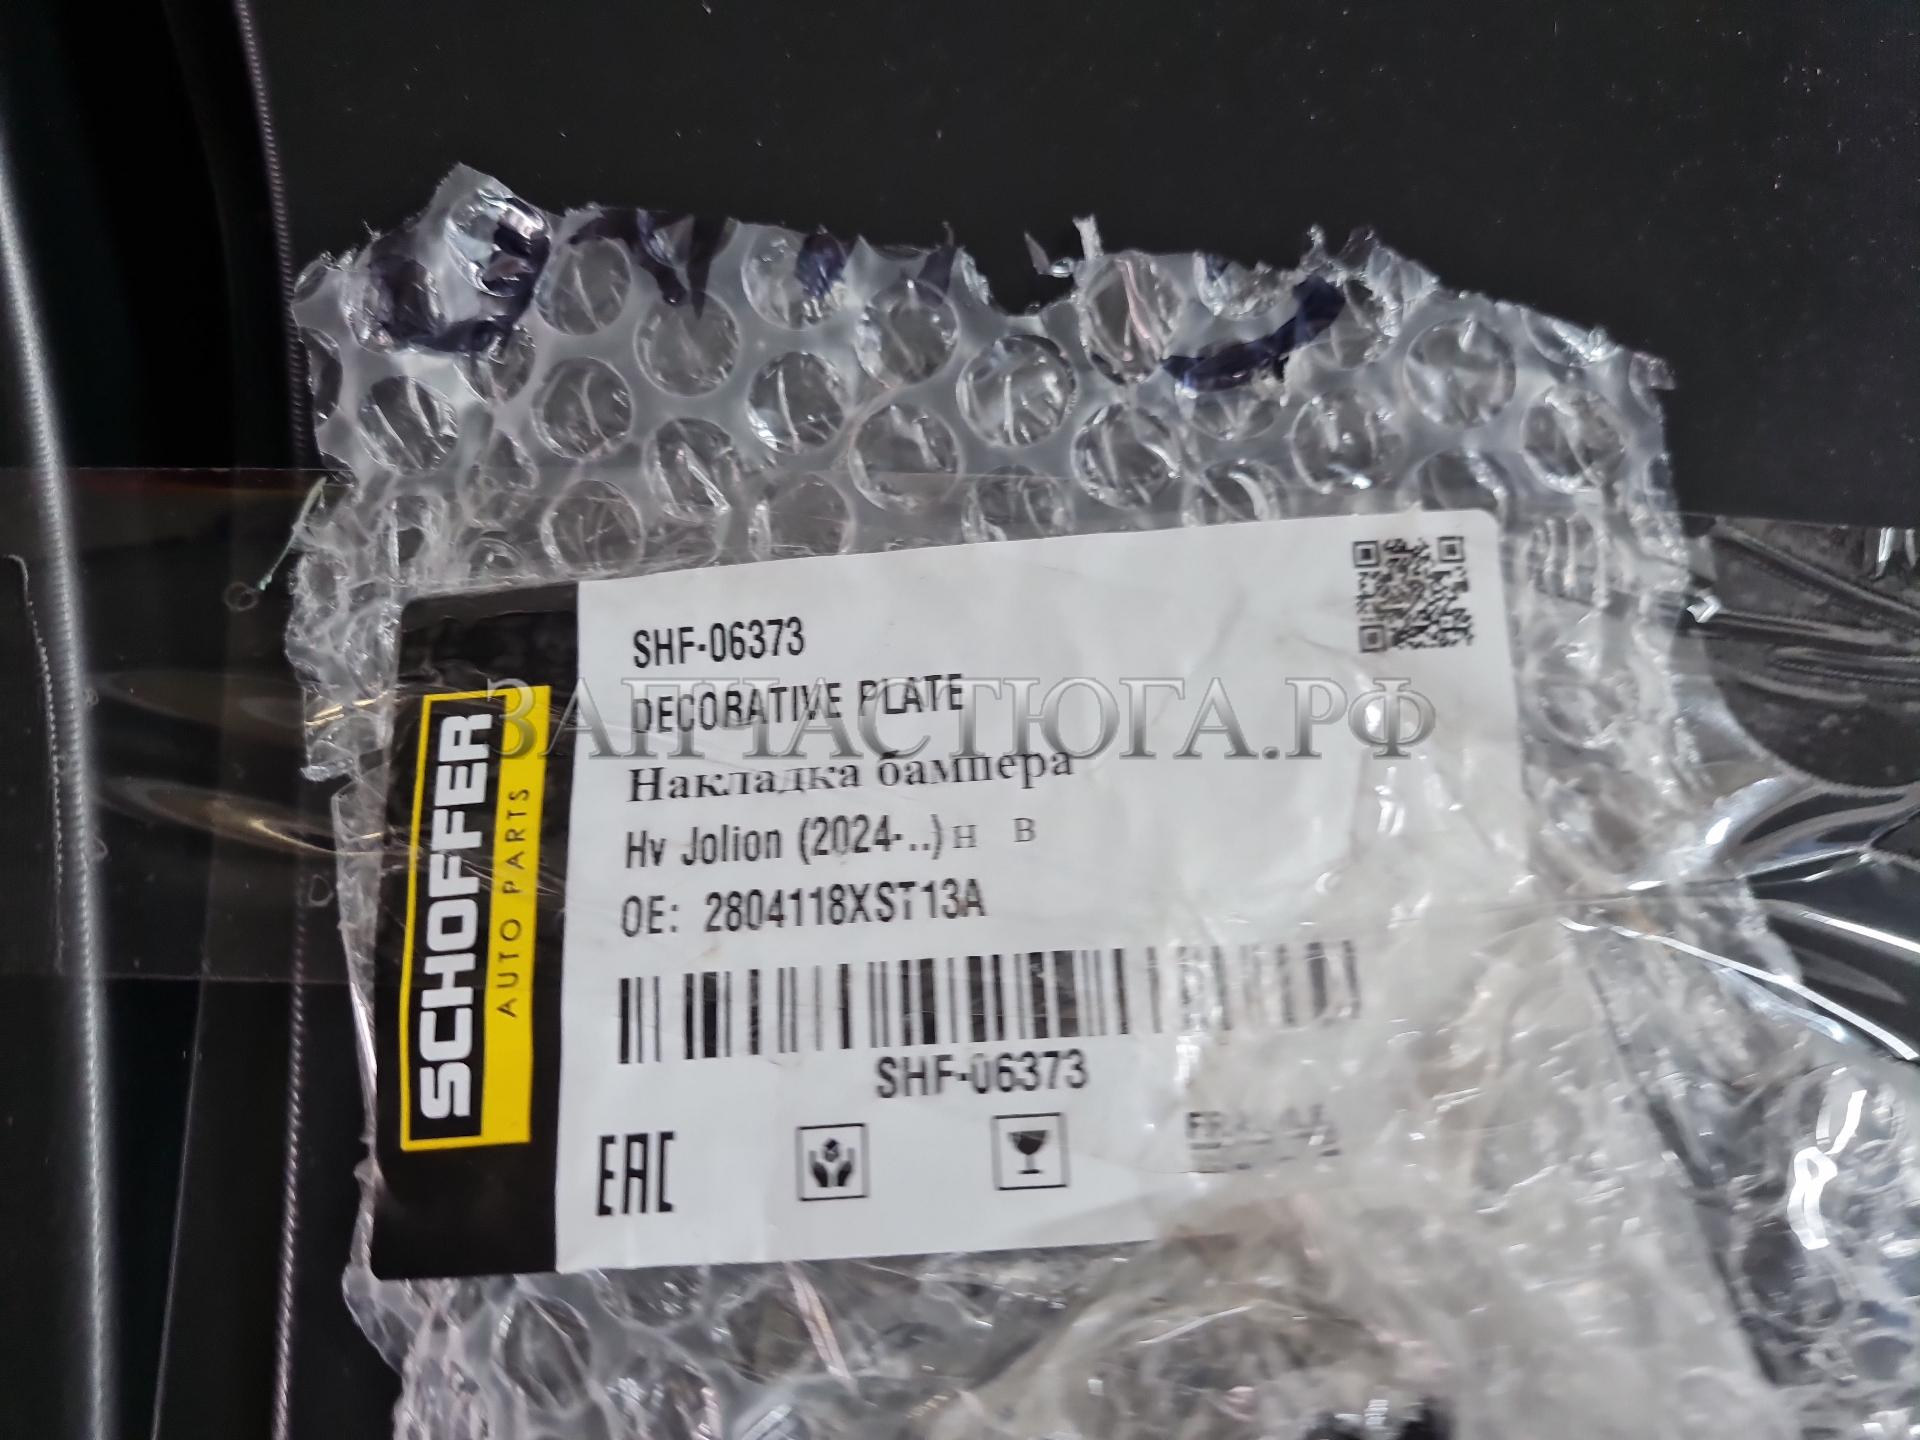 SHF-06373
DECORATIVE PLATE
ЗАПЧАСТЮГА.РФ
Накладка бампера
Hv Jolion (2024-..) н в
OE: 2804118XST13A
SHF-06373
EAC
SCHOFFER
AUTO PARTS